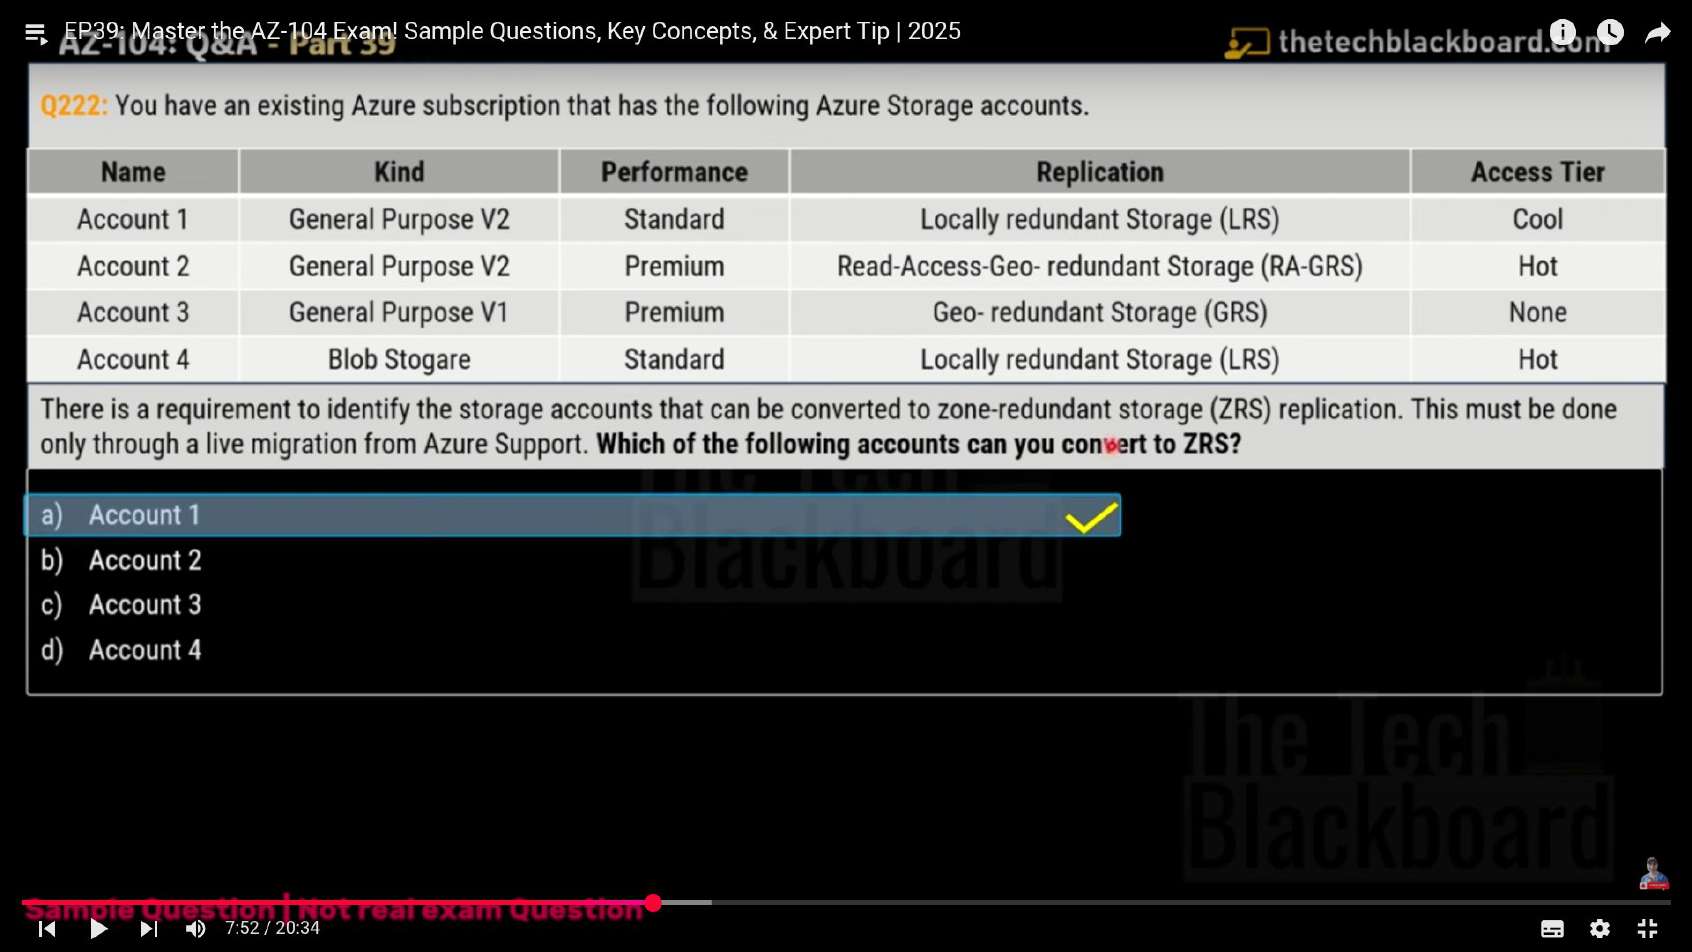 EP39: Master the AZ-104 Exam! Sample Questions, Key Concepts, & Expert Tip | 2025
AZ-104: Q&A - Part 39
thetechblackboard.com
Q222: You have an existing Azure subscription that has the following Azure Storage accounts.
Name Kind Performance Replication Access Tier
Account 1 General Purpose V2 Standard Locally redundant Storage (LRS) Cool
Account 2 General Purpose V2 Premium Read-Access-Geo- redundant Storage (RA-GRS) Hot
Account 3 General Purpose V1 Premium Geo- redundant Storage (GRS) None
Account 4 Blob Stogare Standard Locally redundant Storage (LRS) Hot
There is a requirement to identify the storage accounts that can be converted to zone-redundant storage (ZRS) replication. This must be done
only through a live migration from Azure Support. Which of the following accounts can you convert to ZRS?
a) Account 1
b) Account 2
c) Account 3
d) Account 4
The Tech
Blackboard
The Tech
Blackboard
Sample Question | Not real exam Question
7:52 / 20:34